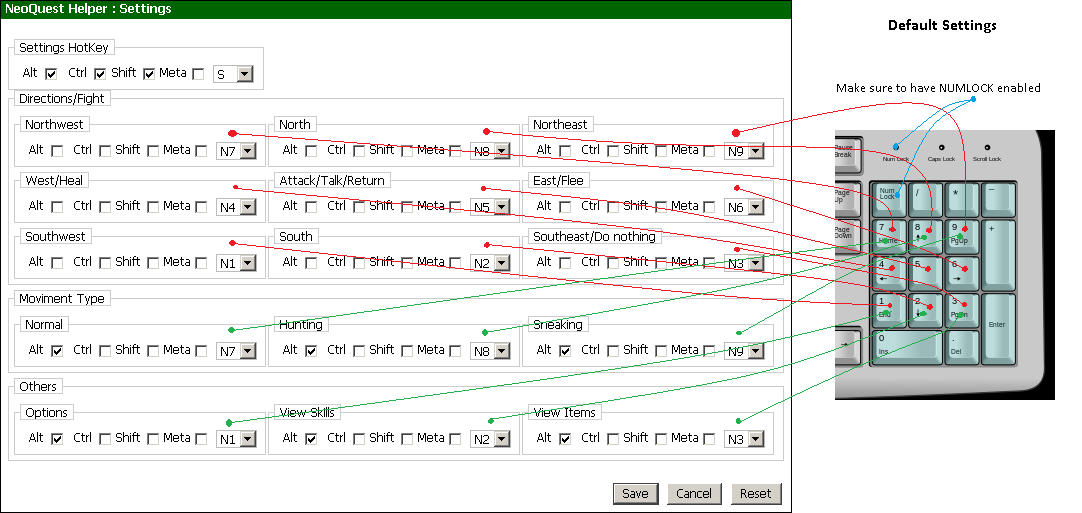 NeoQuest Helper : Settings
Default Settings
Settings HotKey
Alt Ctrl Shift Meta S
Make sure to have NUMLOCK enabled
Directions/Fight
Northwest North Northeast
Alt Ctrl Shift Meta N7 Alt Ctrl Shift Meta N8 Alt Ctrl Shift Meta N9
West/Heal Attack/Talk/Return East/Flee
Alt Ctrl Shift Meta N4 Alt Ctrl Shift Meta N5 Alt Ctrl Shift Meta N6
Southwest South Southeast/Do nothing
Alt Ctrl Shift Meta N1 Alt Ctrl Shift Meta N2 Alt Ctrl Shift Meta N3
Moviment Type
Normal Hunting Sneaking
Alt Ctrl Shift Meta N7 Alt Ctrl Shift Meta N8 Alt Ctrl Shift Meta N9
Others
Options View Skills View Items
Alt Ctrl Shift Meta N1 Alt Ctrl Shift Meta N2 Alt Ctrl Shift Meta N3
Save Cancel Reset
Pause
Break
Num Lock Caps Lock Scroll Lock
Page
Up
Num
Lock / * −
Page
Down
7 8 9 +
Home ↑ PgUp
4 5 6
← →
1 2 3
End ↓ PgDn
Enter
0 .
Ins Del
→